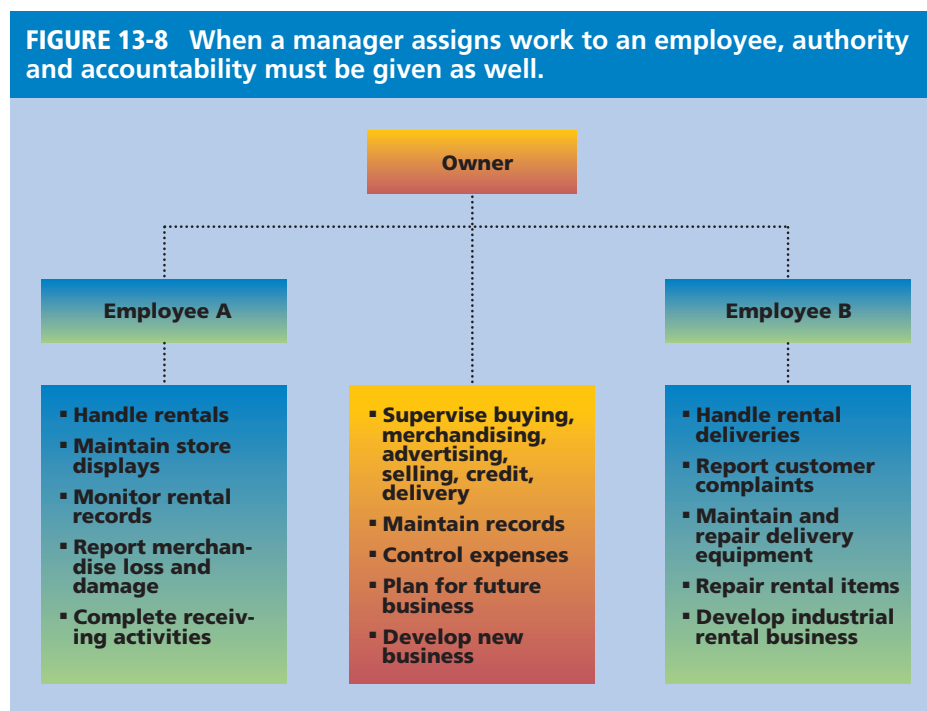 FIGURE 13-8 When a manager assigns work to an employee, authority
and accountability must be given as well.
Owner
Employee A
Employee B
▪ Handle rentals
▪ Maintain store
displays
▪ Monitor rental
records
▪ Report merchan-
dise loss and
damage
▪ Complete receiv-
ing activities
▪ Supervise buying,
merchandising,
advertising,
selling, credit,
delivery
▪ Maintain records
▪ Control expenses
▪ Plan for future
business
▪ Develop new
business
▪ Handle rental
deliveries
▪ Report customer
complaints
▪ Maintain and
repair delivery
equipment
▪ Repair rental items
▪ Develop industrial
rental business